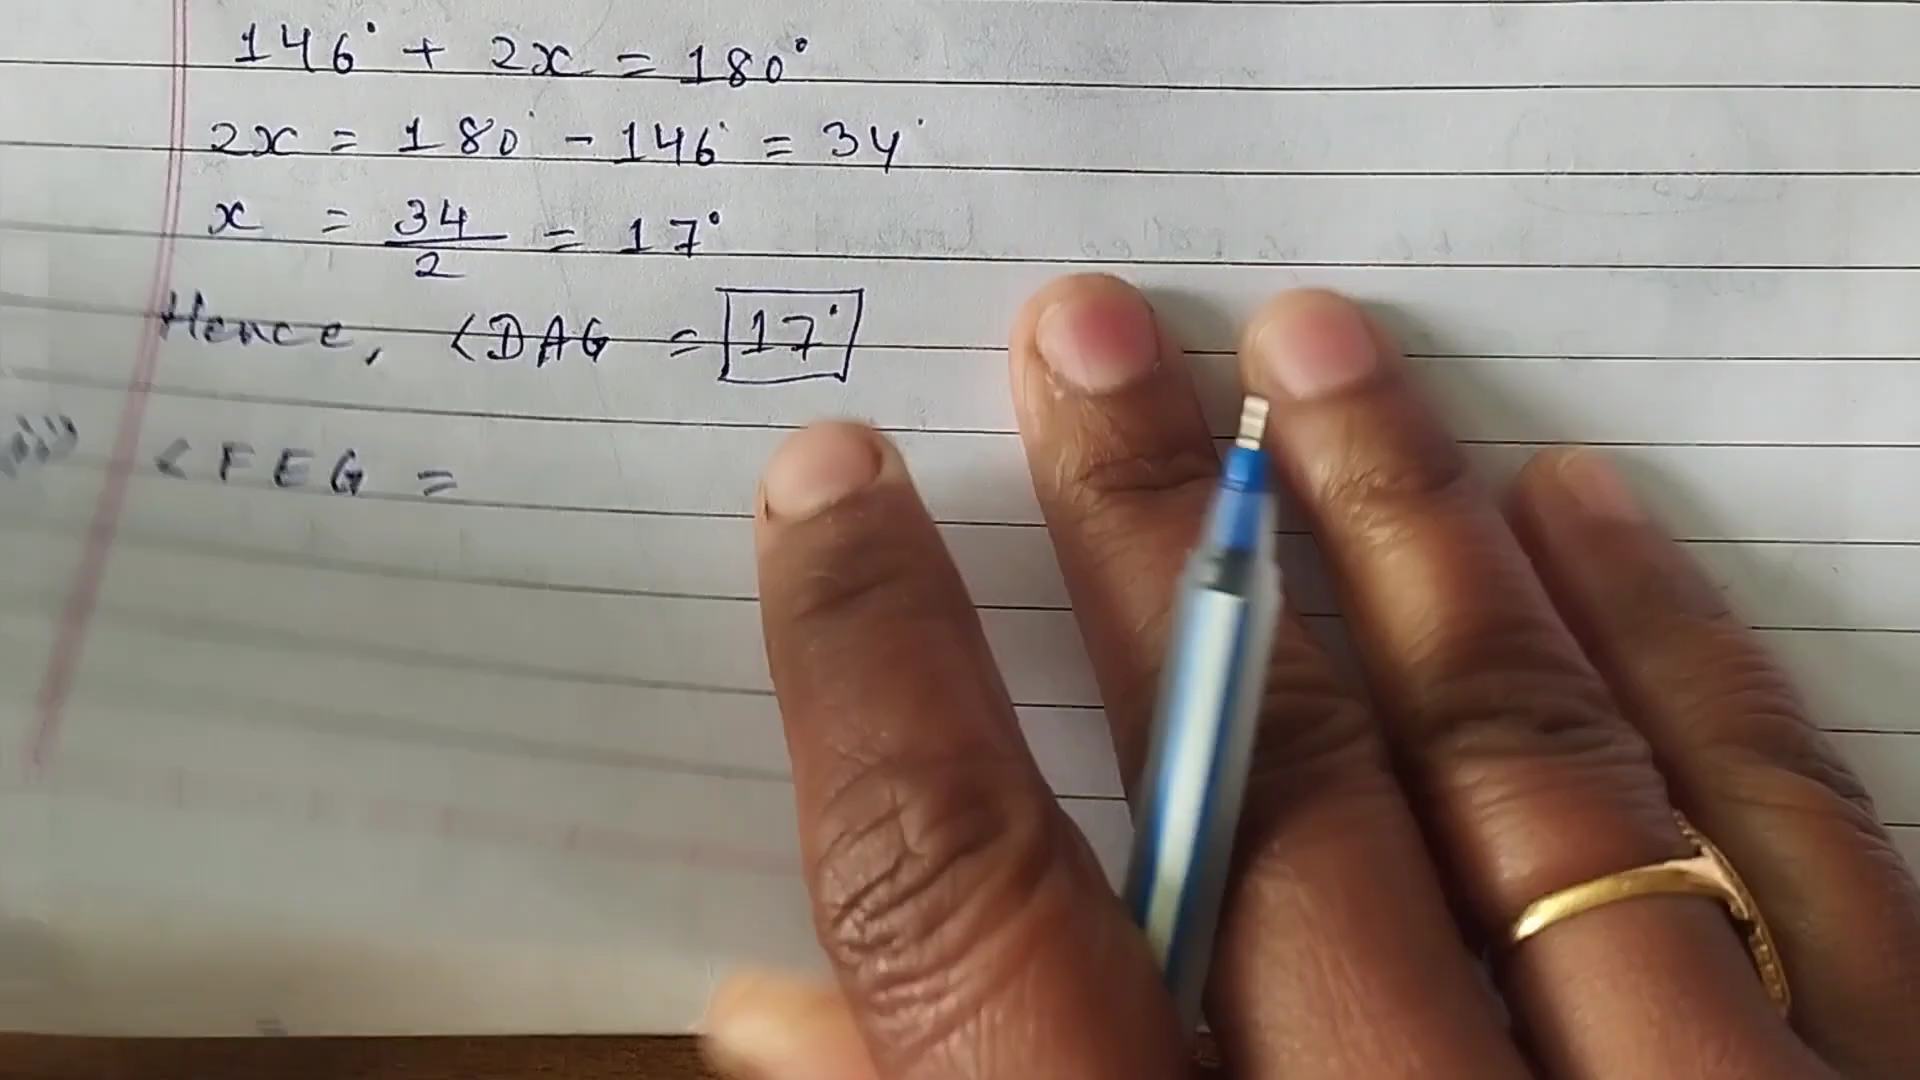 146° + 2x = 180°
2x = 180° - 146° = 34°
x = 34/2 = 17°
Hence, <DAG = 17°
<FEG =